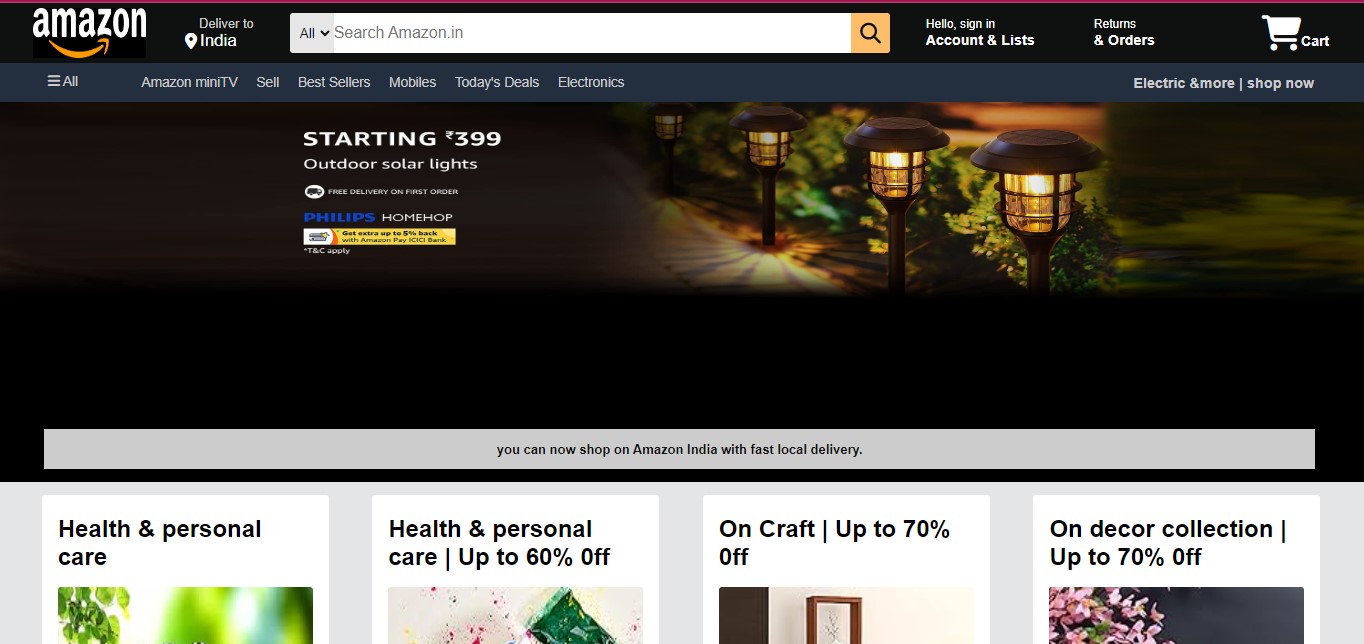 amazon
Deliver to
India
All
Search Amazon.in
Hello, sign in
Account & Lists
Returns
& Orders
Cart
All
Amazon miniTV
Sell
Best Sellers
Mobiles
Today's Deals
Electronics
Electric &more | shop now
STARTING ₹399
Outdoor solar lights
FREE DELIVERY ON FIRST ORDER
PHILIPS HOMEHOP
Get extra up to 5% back
with Amazon Pay ICICI Bank
*T&C apply
you can now shop on Amazon India with fast local delivery.
Health & personal
care
Health & personal
care | Up to 60% 0ff
On Craft | Up to 70%
0ff
On decor collection |
Up to 70% 0ff